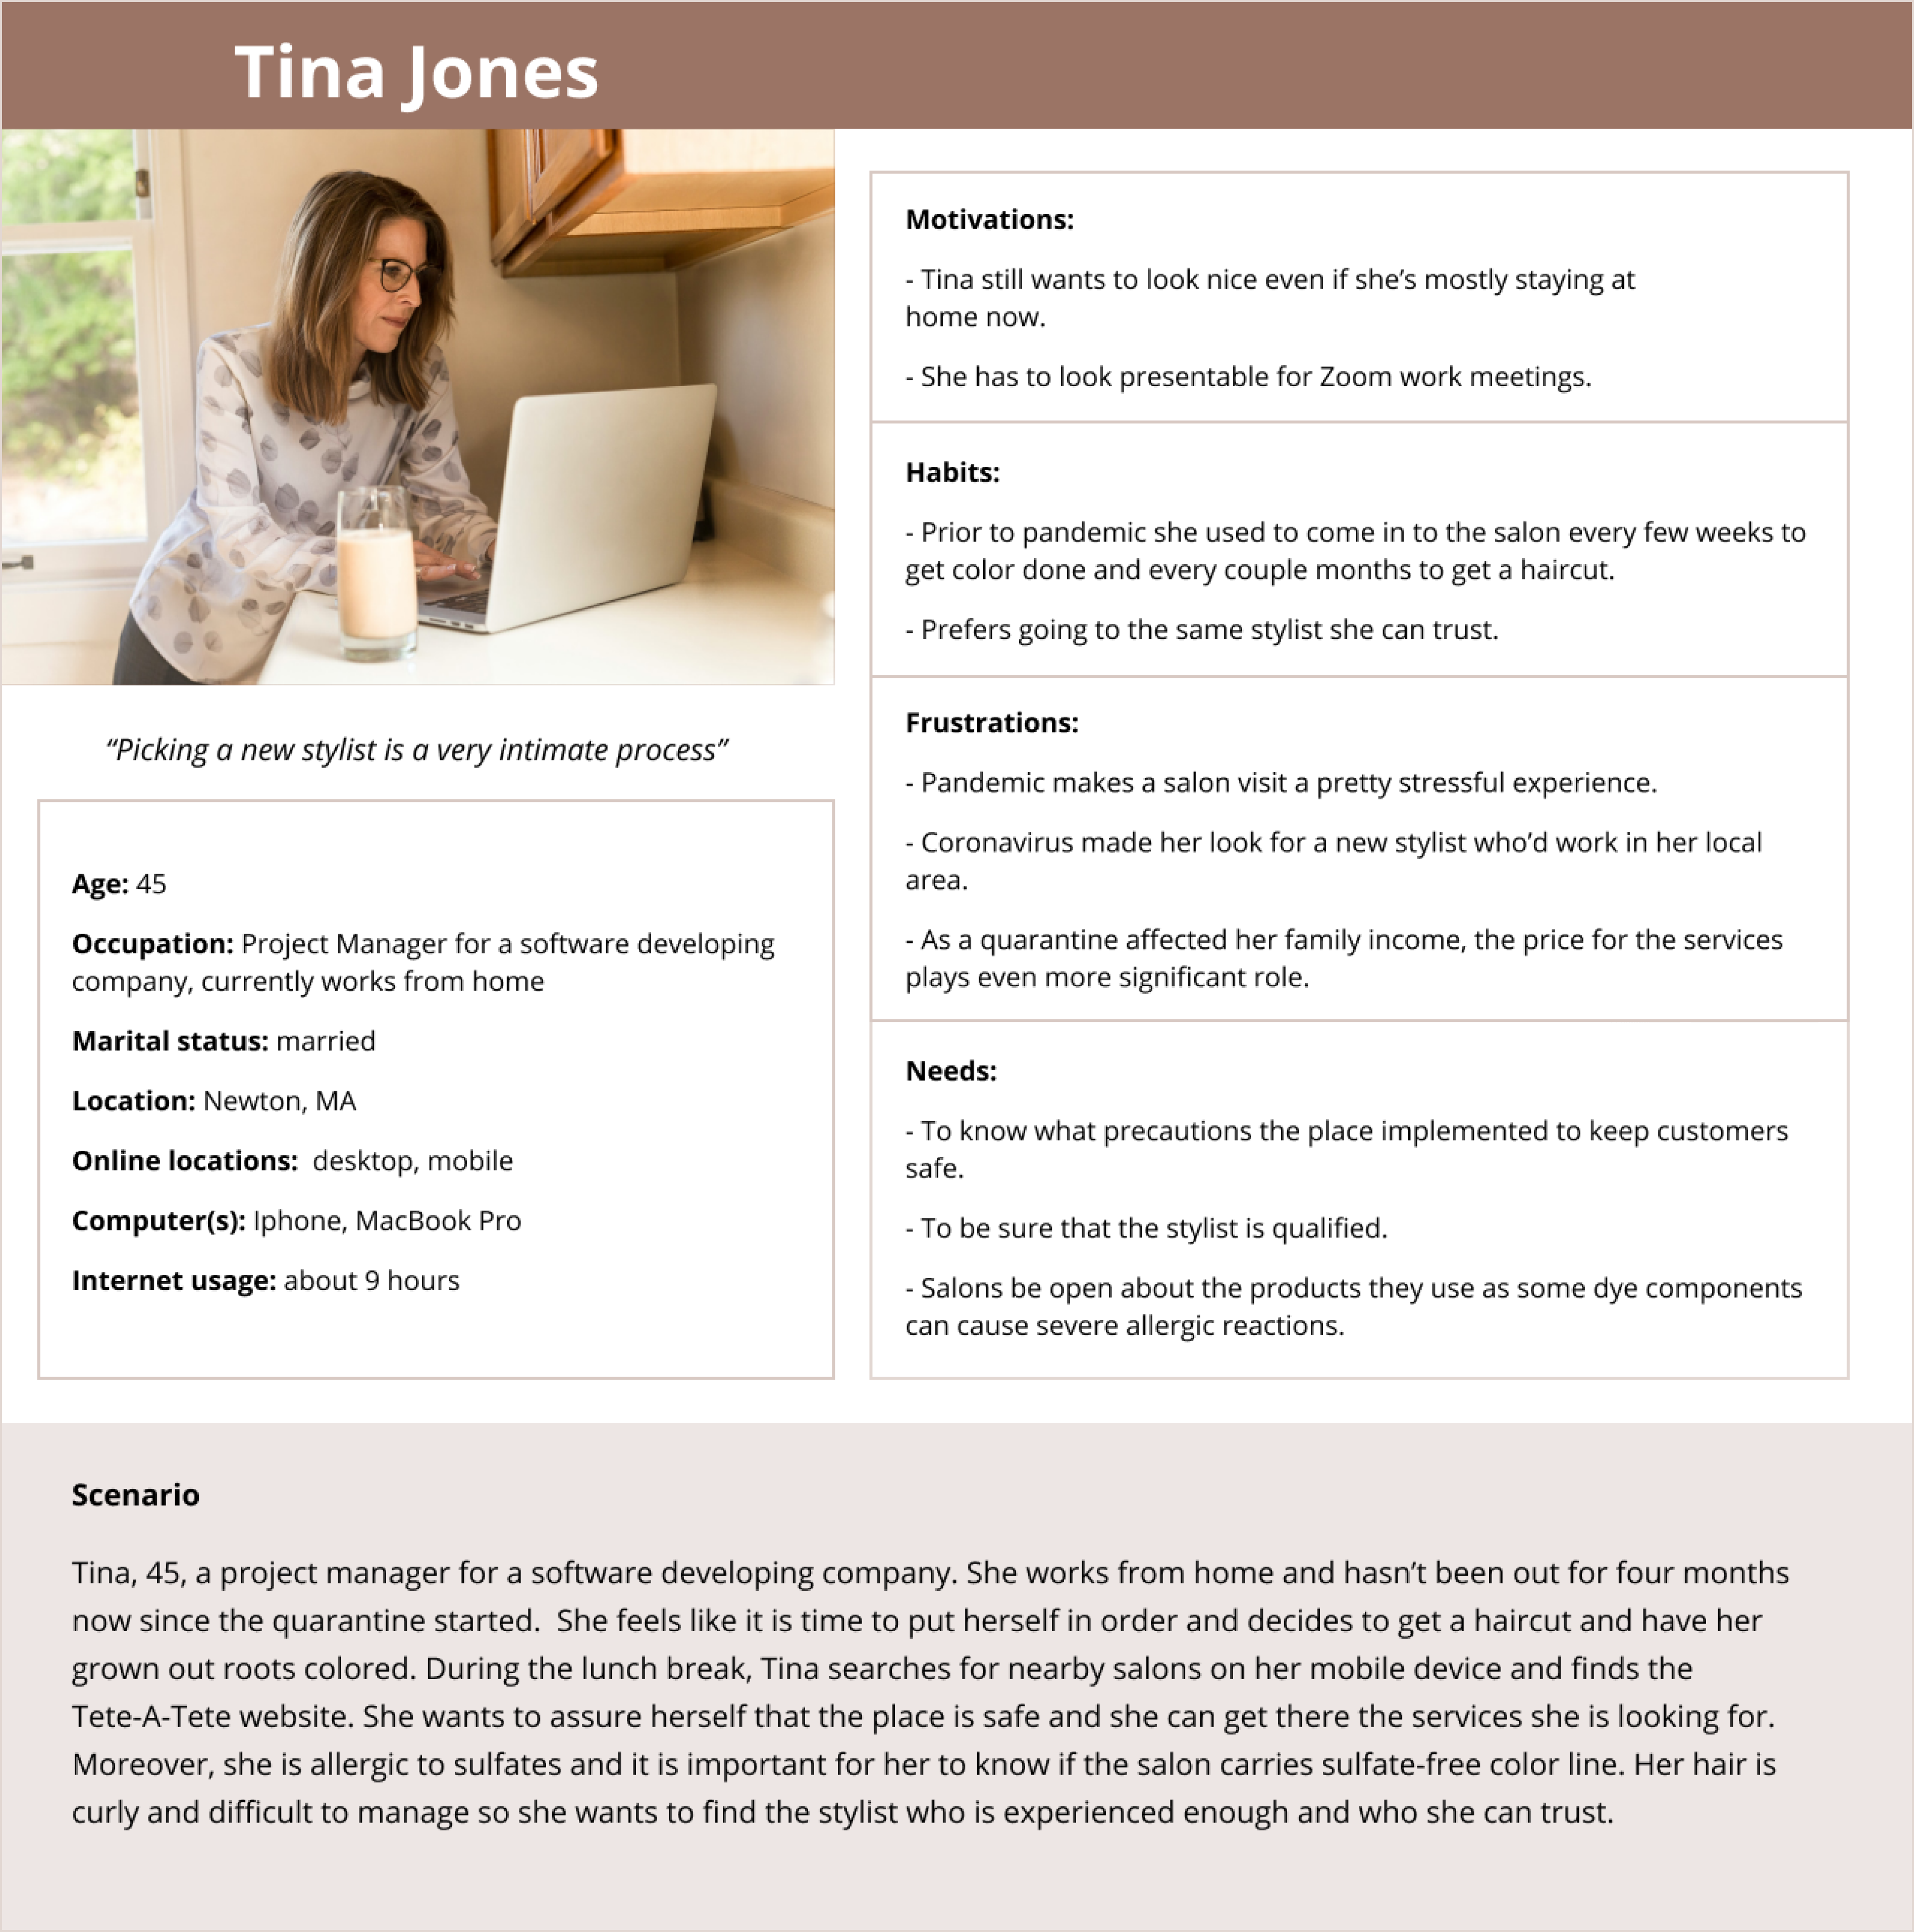 Tina Jones
“Picking a new stylist is a very intimate process”
Age: 45
Occupation: Project Manager for a software developing
company, currently works from home
Marital status: married
Location: Newton, MA
Online locations:  desktop, mobile
Computer(s): Iphone, MacBook Pro
Internet usage: about 9 hours
Motivations:
- Tina still wants to look nice even if she’s mostly staying at
home now.
- She has to look presentable for Zoom work meetings.
Habits:
- Prior to pandemic she used to come in to the salon every few weeks to
get color done and every couple months to get a haircut.
- Prefers going to the same stylist she can trust.
Frustrations:
- Pandemic makes a salon visit a pretty stressful experience.
- Coronavirus made her look for a new stylist who’d work in her local
area.
- As a quarantine affected her family income, the price for the services
plays even more significant role.
Needs:
- To know what precautions the place implemented to keep customers
safe.
- To be sure that the stylist is qualified.
- Salons be open about the products they use as some dye components
can cause severe allergic reactions.
Scenario
Tina, 45, a project manager for a software developing company. She works from home and hasn’t been out for four months
now since the quarantine started.  She feels like it is time to put herself in order and decides to get a haircut and have her
grown out roots colored. During the lunch break, Tina searches for nearby salons on her mobile device and finds the
Tete-A-Tete website. She wants to assure herself that the place is safe and she can get there the services she is looking for.
Moreover, she is allergic to sulfates and it is important for her to know if the salon carries sulfate-free color line. Her hair is
curly and difficult to manage so she wants to find the stylist who is experienced enough and who she can trust.